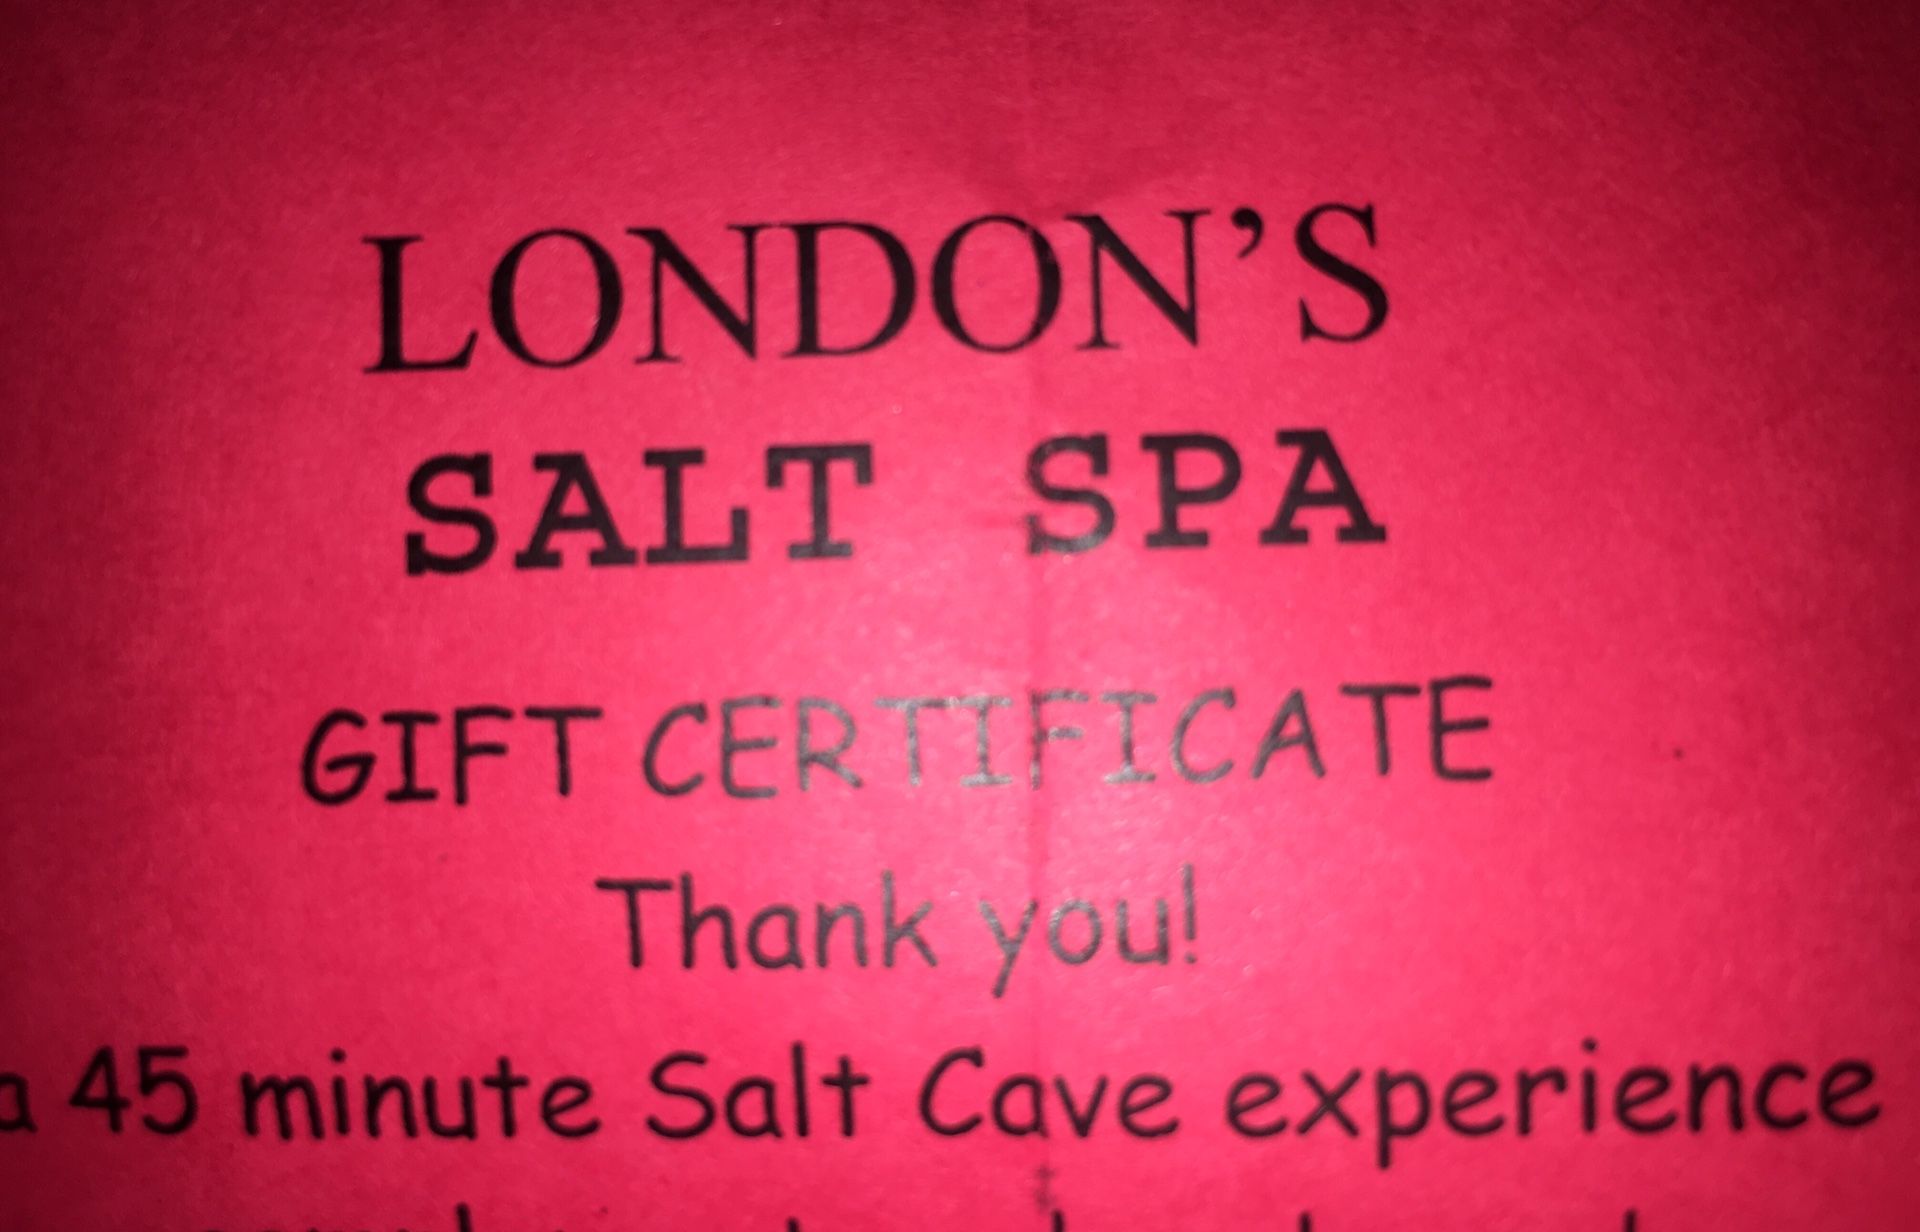 LONDON'S
SALT SPA
GIFT CERTIFICATE
Thank you!
a 45 minute Salt Cave experience